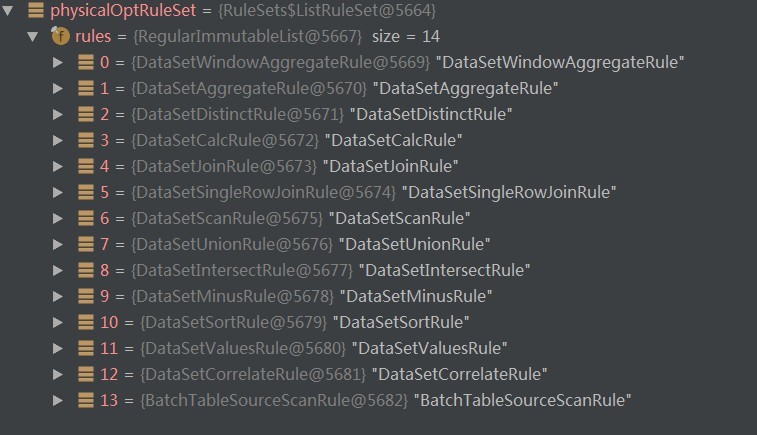 physicalOptRuleSet = {RuleSets$ListRuleSet@5664}
f rules = {RegularImmutableList@5667} size = 14
0 = {DataSetWindowAggregateRule@5669} "DataSetWindowAggregateRule"
1 = {DataSetAggregateRule@5670} "DataSetAggregateRule"
2 = {DataSetDistinctRule@5671} "DataSetDistinctRule"
3 = {DataSetCalcRule@5672} "DataSetCalcRule"
4 = {DataSetJoinRule@5673} "DataSetJoinRule"
5 = {DataSetSingleRowJoinRule@5674} "DataSetSingleRowJoinRule"
6 = {DataSetScanRule@5675} "DataSetScanRule"
7 = {DataSetUnionRule@5676} "DataSetUnionRule"
8 = {DataSetIntersectRule@5677} "DataSetIntersectRule"
9 = {DataSetMinusRule@5678} "DataSetMinusRule"
10 = {DataSetSortRule@5679} "DataSetSortRule"
11 = {DataSetValuesRule@5680} "DataSetValuesRule"
12 = {DataSetCorrelateRule@5681} "DataSetCorrelateRule"
13 = {BatchTableSourceScanRule@5682} "BatchTableSourceScanRule"